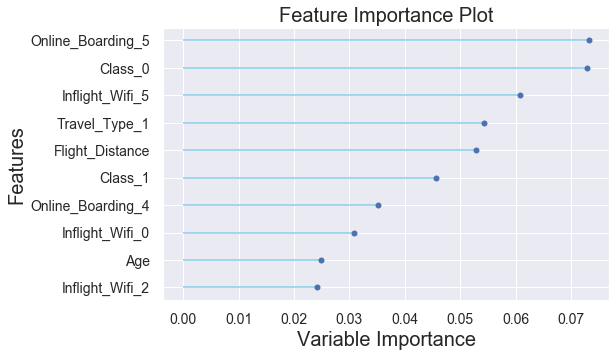 Feature Importance Plot
Features
Online_Boarding_5
Class_0
Inflight_Wifi_5
Travel_Type_1
Flight_Distance
Class_1
Online_Boarding_4
Inflight_Wifi_0
Age
Inflight_Wifi_2
0.00 0.01 0.02 0.03 0.04 0.05 0.06 0.07
Variable Importance